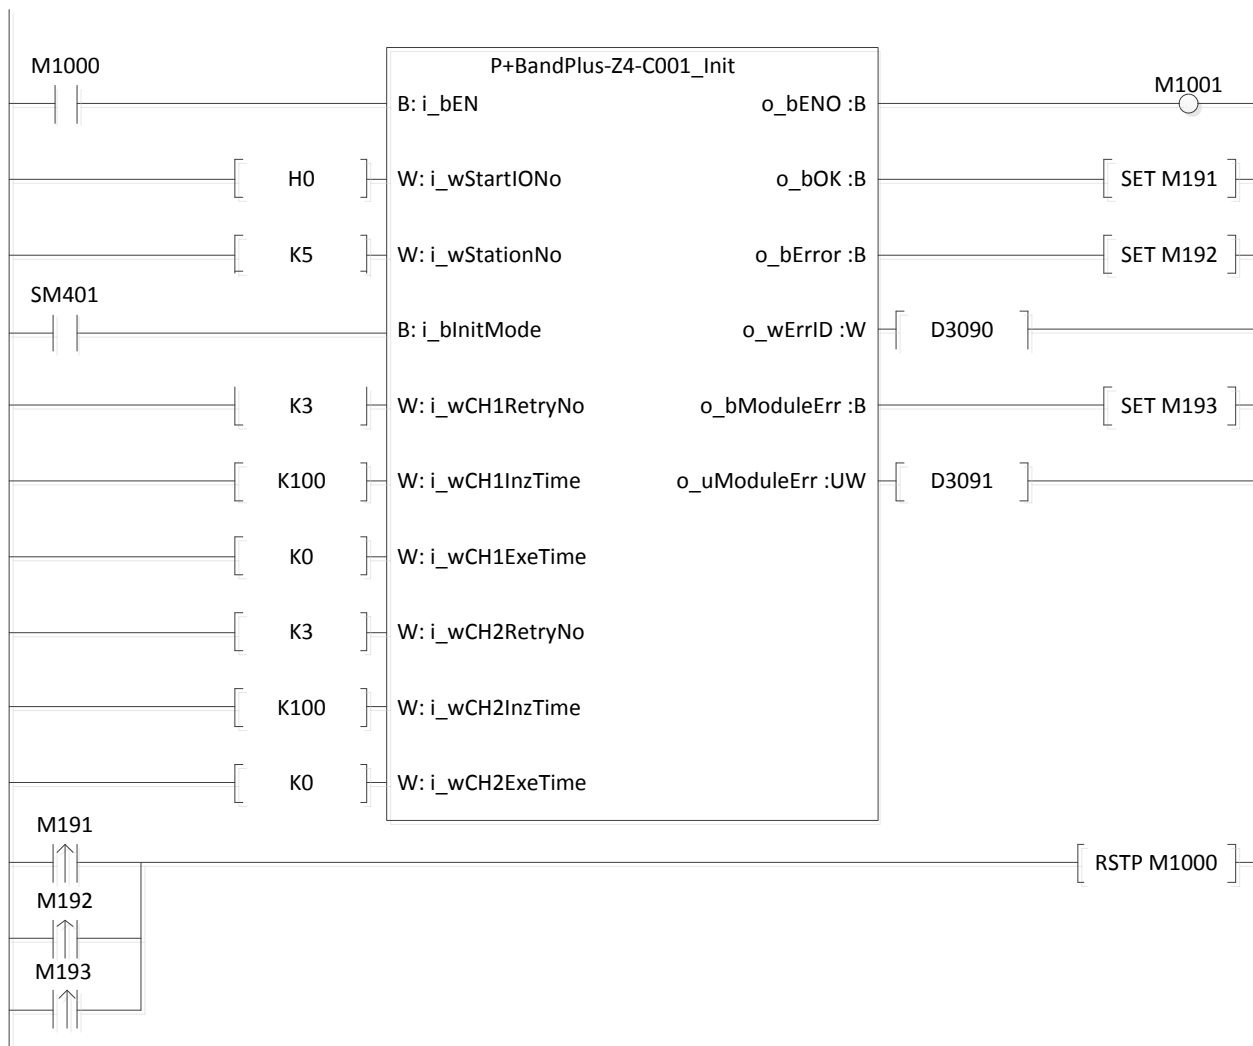 P+BandPlus-Z4-C001_Init
M1000
B: i_bEN
o_bENO :B
M1001
H0
W: i_wStartIONo
o_bOK :B
SET M191
K5
W: i_wStationNo
o_bError :B
SET M192
SM401
B: i_bInitMode
o_wErrID :W
D3090
K3
W: i_wCH1RetryNo
o_bModuleErr :B
SET M193
K100
W: i_wCH1InzTime
o_uModuleErr :UW
D3091
K0
W: i_wCH1ExeTime
K3
W: i_wCH2RetryNo
K100
W: i_wCH2InzTime
K0
W: i_wCH2ExeTime
M191
RSTP M1000
M192
M193